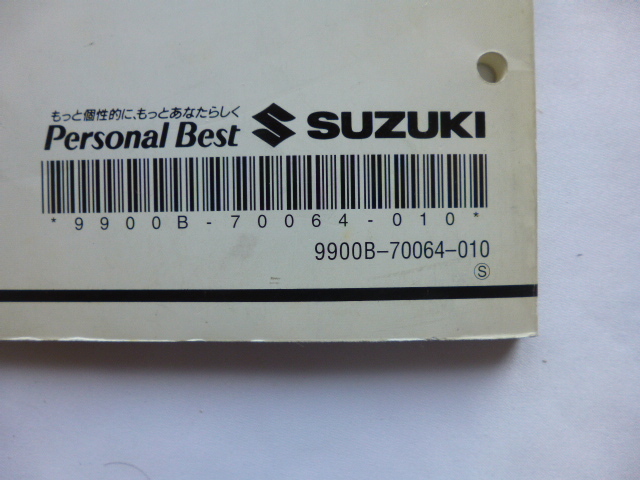 もっと個性的に、もっとあなたらしく
Personal Best SUZUKI
*9900B-70064-010*
9900B-70064-010
Ⓢ